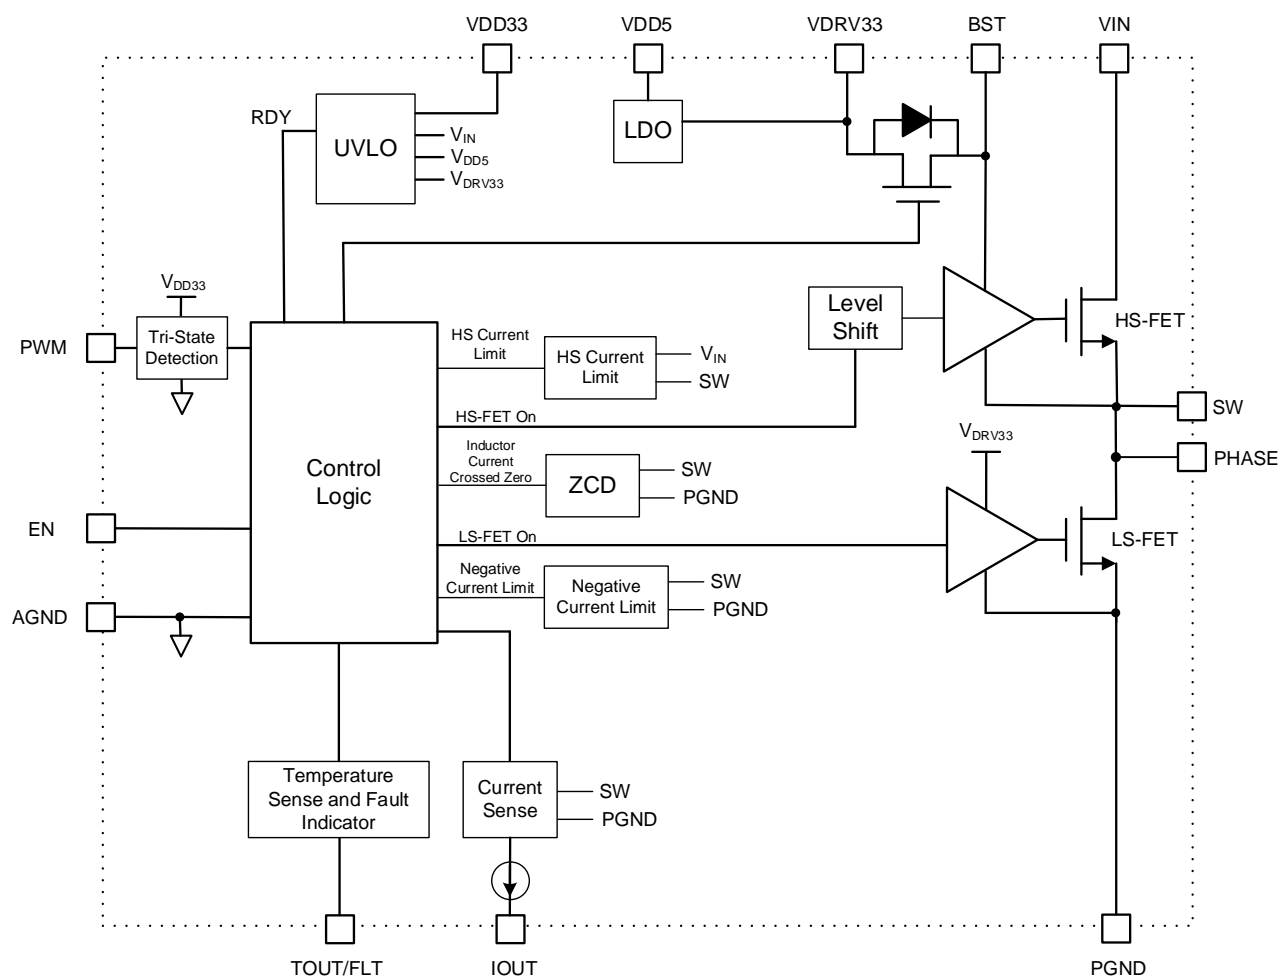 VDD33
VDD5
VDRV33
BST
VIN
RDY
UVLO
VIN
VDD5
VDRV33
LDO
VDD33
PWM
Tri-State
Detection
Level
Shift
HS-FET
HS Current
Limit
HS Current
Limit
VIN
SW
HS-FET On
SW
PHASE
Control
Logic
Inductor
Current
Crossed Zero
ZCD
SW
PGND
VDRV33
EN
LS-FET On
LS-FET
Negative
Current Limit
Negative
Current Limit
SW
PGND
AGND
Temperature
Sense and Fault
Indicator
Current
Sense
SW
PGND
TOUT/FLT
IOUT
PGND